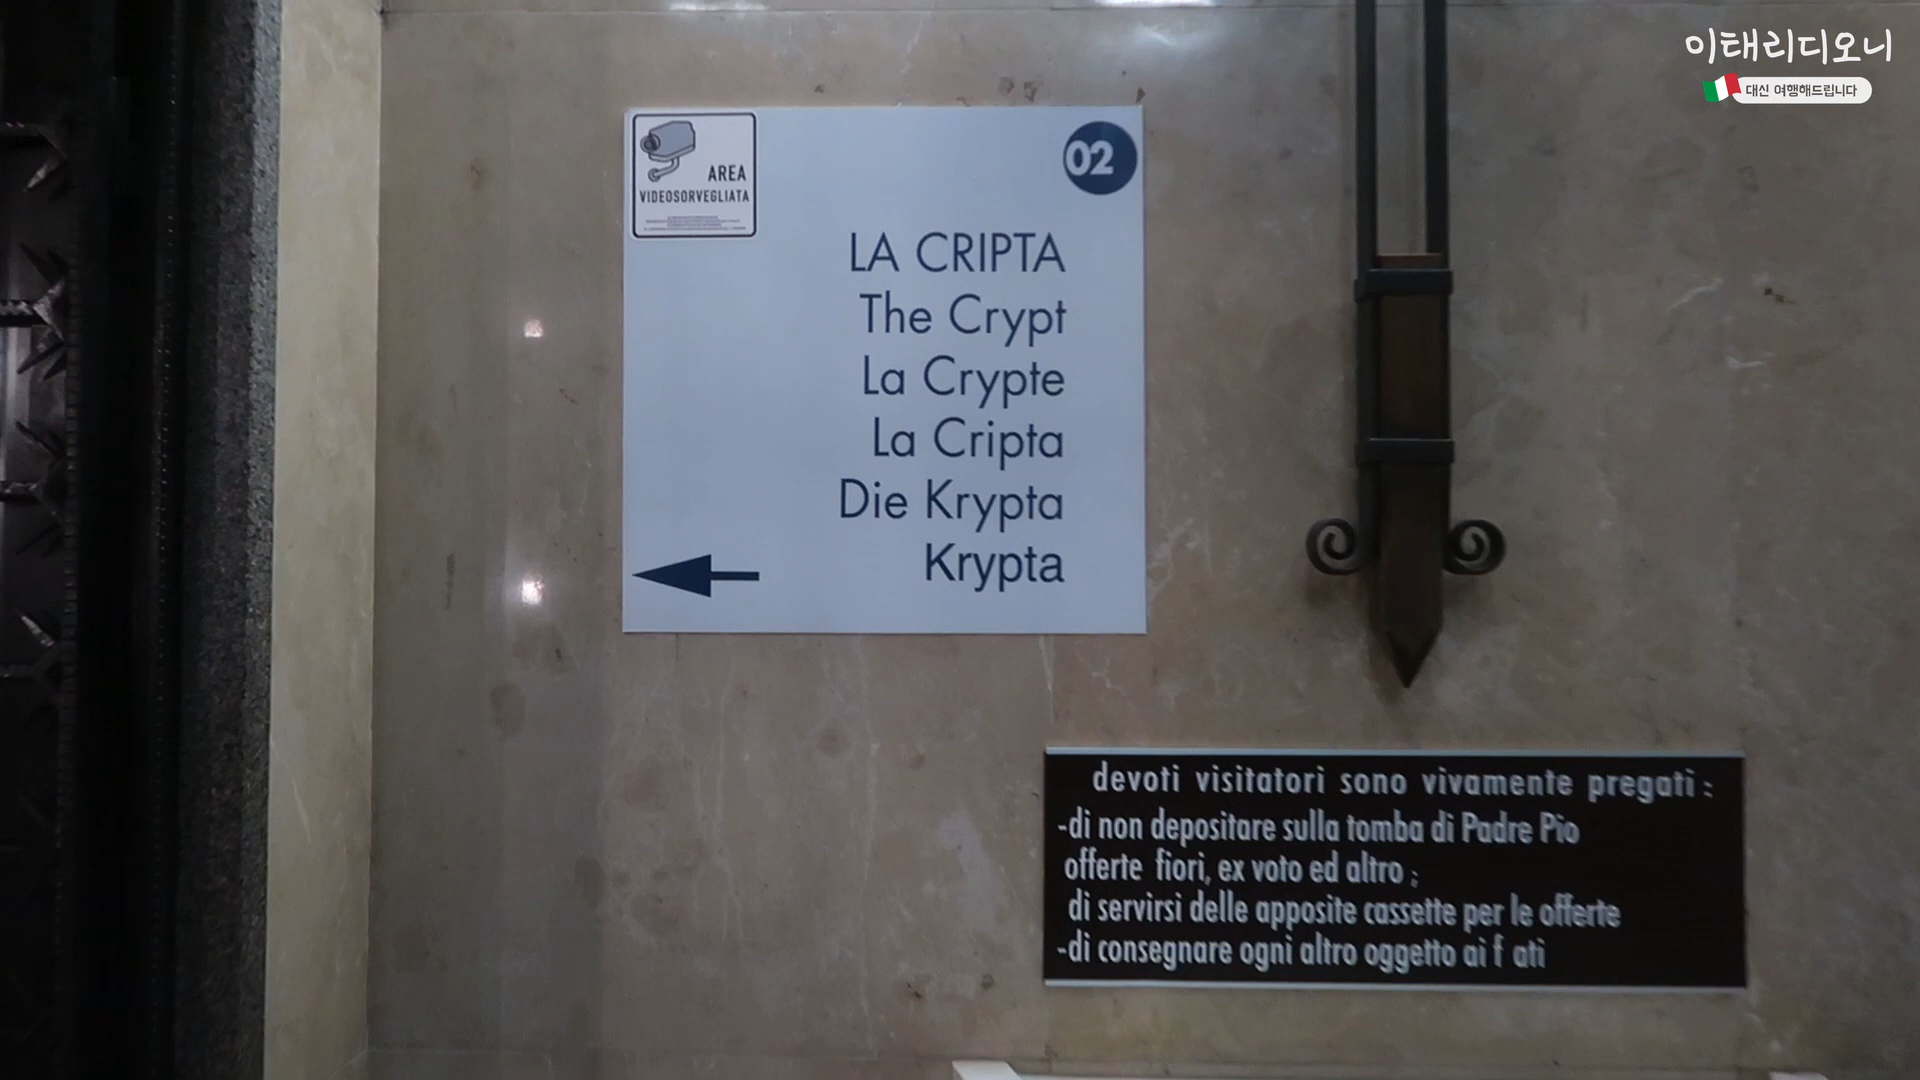 이태리디오니
대신 여행해드립니다
AREA
VIDEOSORVEGLIATA
02
LA CRIPTA
The Crypt
La Crypte
La Cripta
Die Krypta
Krypta
devoti visitatori sono vivamente pregati :
-di non depositare sulla tomba di Padre Pio
offerte fiori, ex voto ed altro ;
di servirsi delle apposite cassette per le offerte
-di consegnare ogni altro oggetto ai f ati